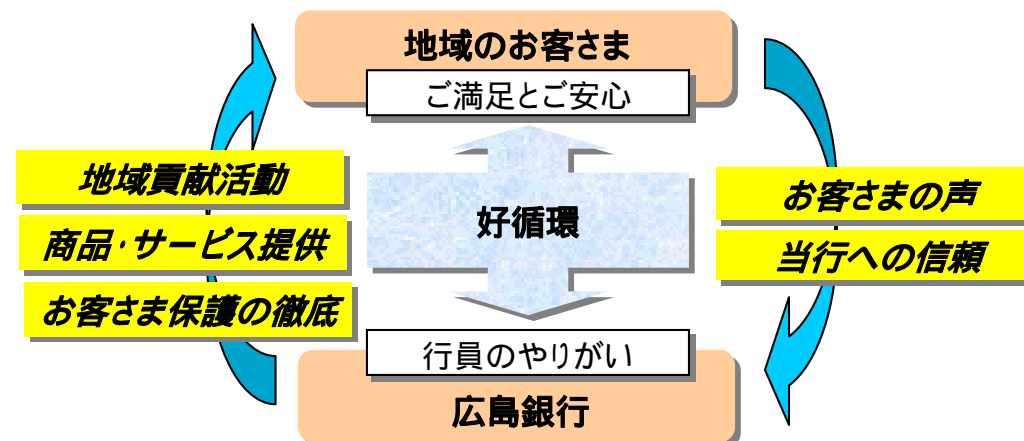 地域のお客さま
ご満足とご安心
地域貢献活動
商品・サービス提供
お客さま保護の徹底
好循環
お客さまの声
当行への信頼
行員のやりがい
広島銀行